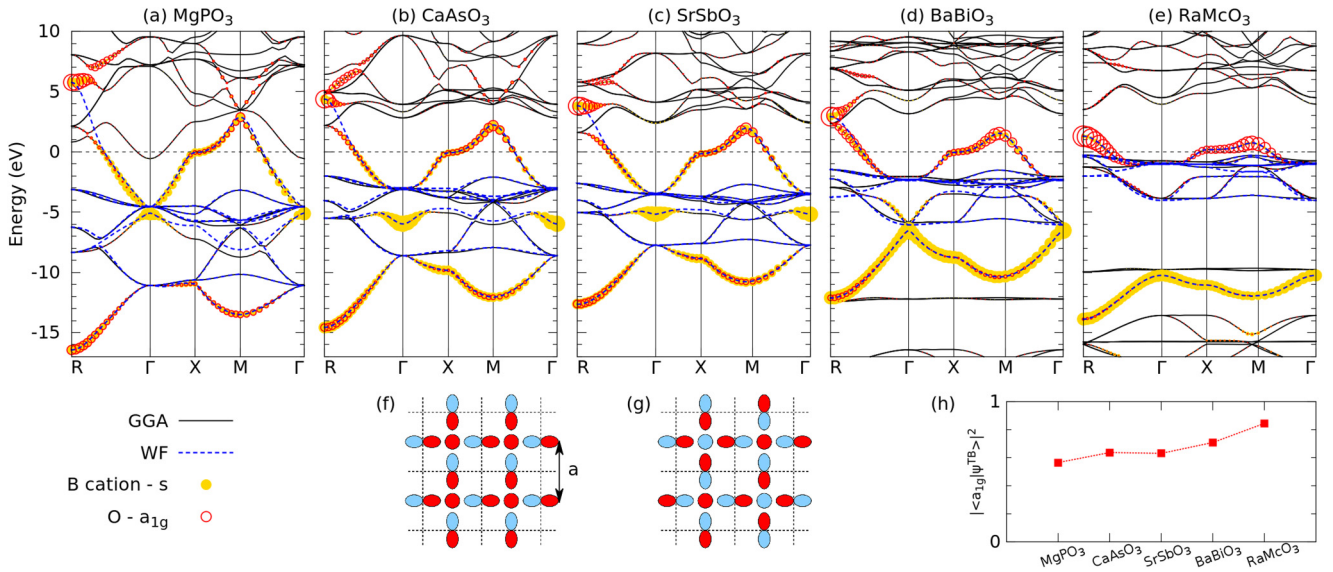 (a) MgPO₃ (b) CaAsO₃ (c) SrSbO₃ (d) BaBiO₃ (e) RaMcO₃
10
5
0
-5
-10
-15
Energy (eV)
R Γ X M Γ
R Γ X M Γ
R Γ X M Γ
R Γ X M Γ
R Γ X M Γ
GGA
WF
B cation - s
O - a₁g
(f)
a
(g)
(h)
1
0
|<a₁g|ψᵀᴮ>|²
MgPO₃
CaAsO₃
SrSbO₃
BaBiO₃
RaMcO₃